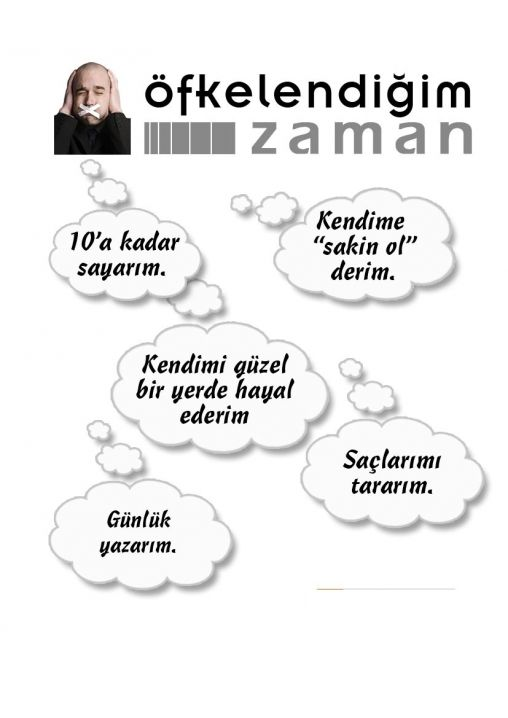 öfkelendiğim
zaman
10’a kadar
sayarım.
Kendime
“sakin ol”
derim.
Kendimi güzel
bir yerde hayal
ederim
Saçlarımı
tararım.
Günlük
yazarım.